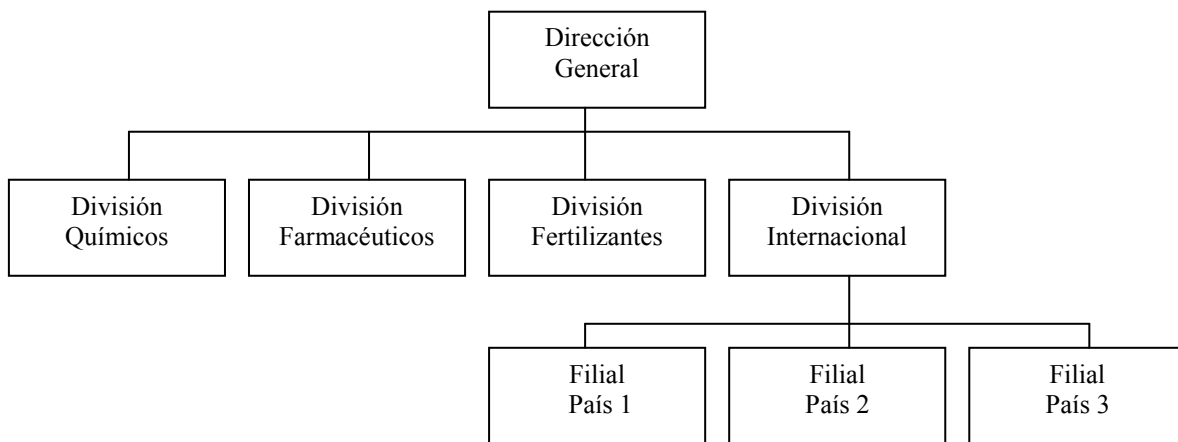 Dirección
General
División
Químicos
División
Farmacéuticos
División
Fertilizantes
División
Internacional
Filial
País 1
Filial
País 2
Filial
País 3